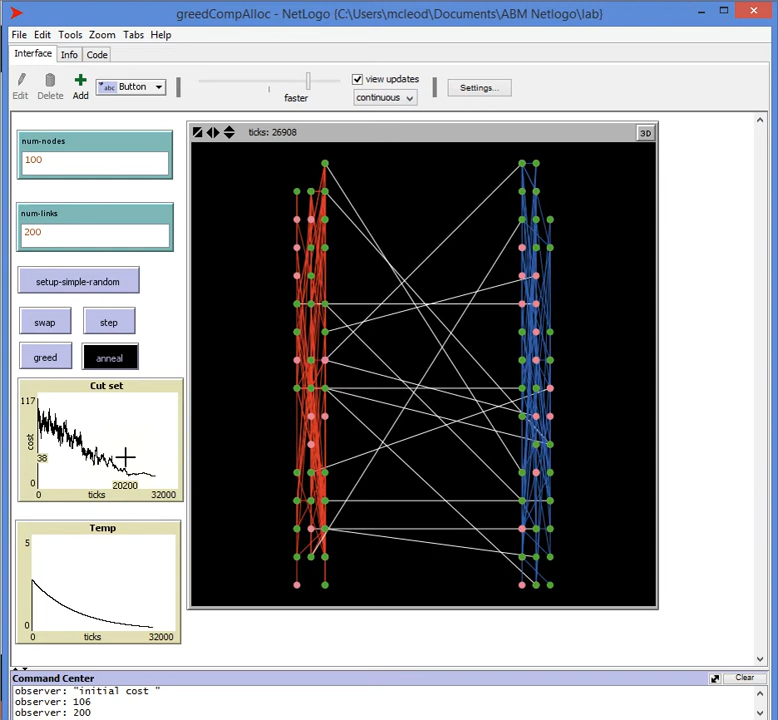 greedCompAlloc - NetLogo {C:\Users\mcleod\Documents\ABM Netlogo\lab}
File Edit Tools Zoom Tabs Help
Interface Info Code
Edit Delete Add abc Button faster view updates continuous Settings...
ticks: 26908 3D
num-nodes
100
num-links
200
setup-simple-random
swap step
greed anneal
Cut set
117
cost
38
0
0 20200 32000
ticks
Temp
5
0
0 ticks 32000
Command Center Clear
observer: "initial cost "
observer: 106
observer: 200